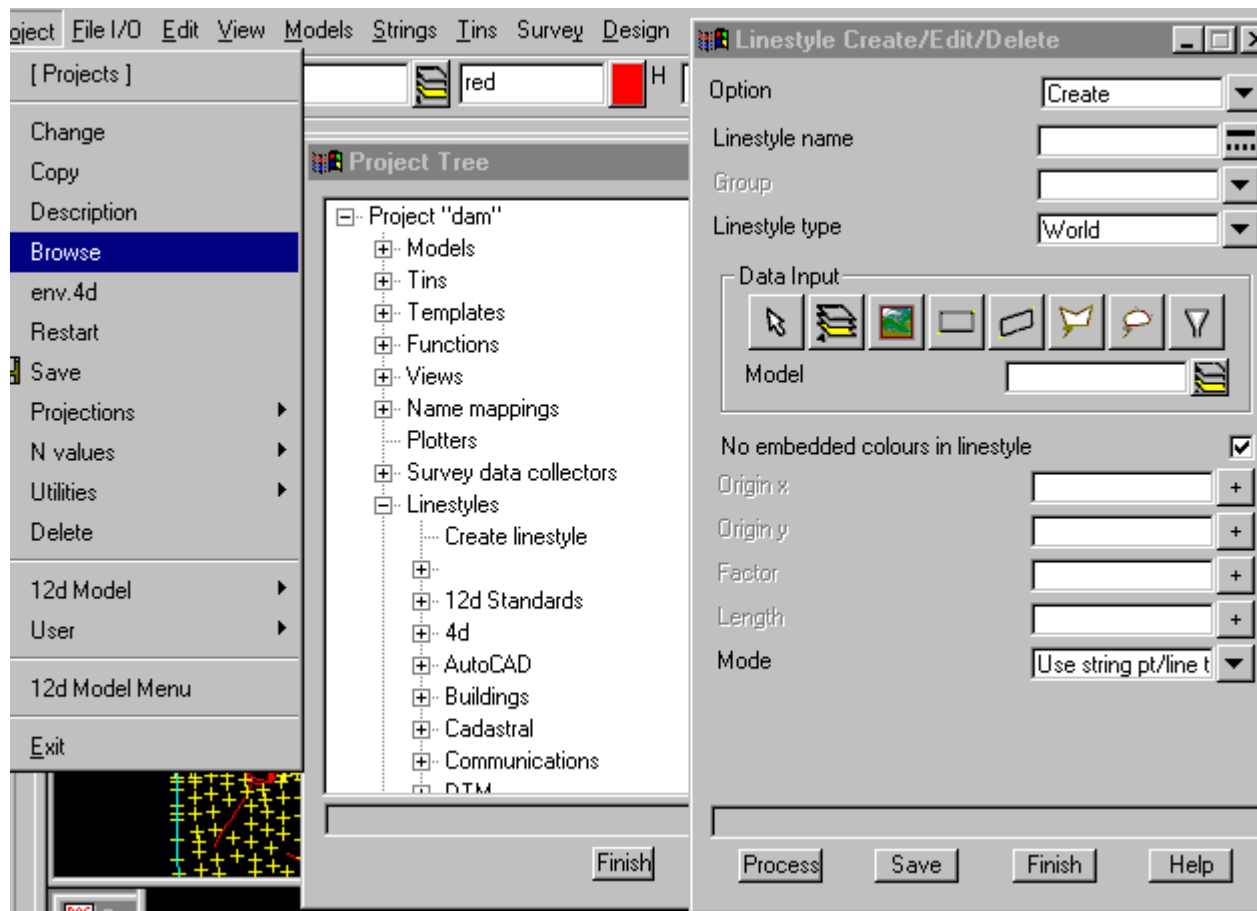 oject File I/O Edit View Models Strings Tins Survey Design
red H
[ Projects ]
Change
Copy
Description
Browse
env.4d
Restart
Save
Projections
N values
Utilities
Delete
12d Model
User
12d Model Menu
Exit
Project Tree
Project "dam"
Models
Tins
Templates
Functions
Views
Name mappings
Plotters
Survey data collectors
Linestyles
Create linestyle
12d Standards
4d
AutoCAD
Buildings
Cadastral
Communications
DTM
Finish
Linestyle Create/Edit/Delete
Option Create
Linestyle name
Group
Linestyle type World
Data Input
Model
No embedded colours in linestyle
Origin x
Origin y
Factor
Length
Mode Use string pt/line t
Process Save Finish Help